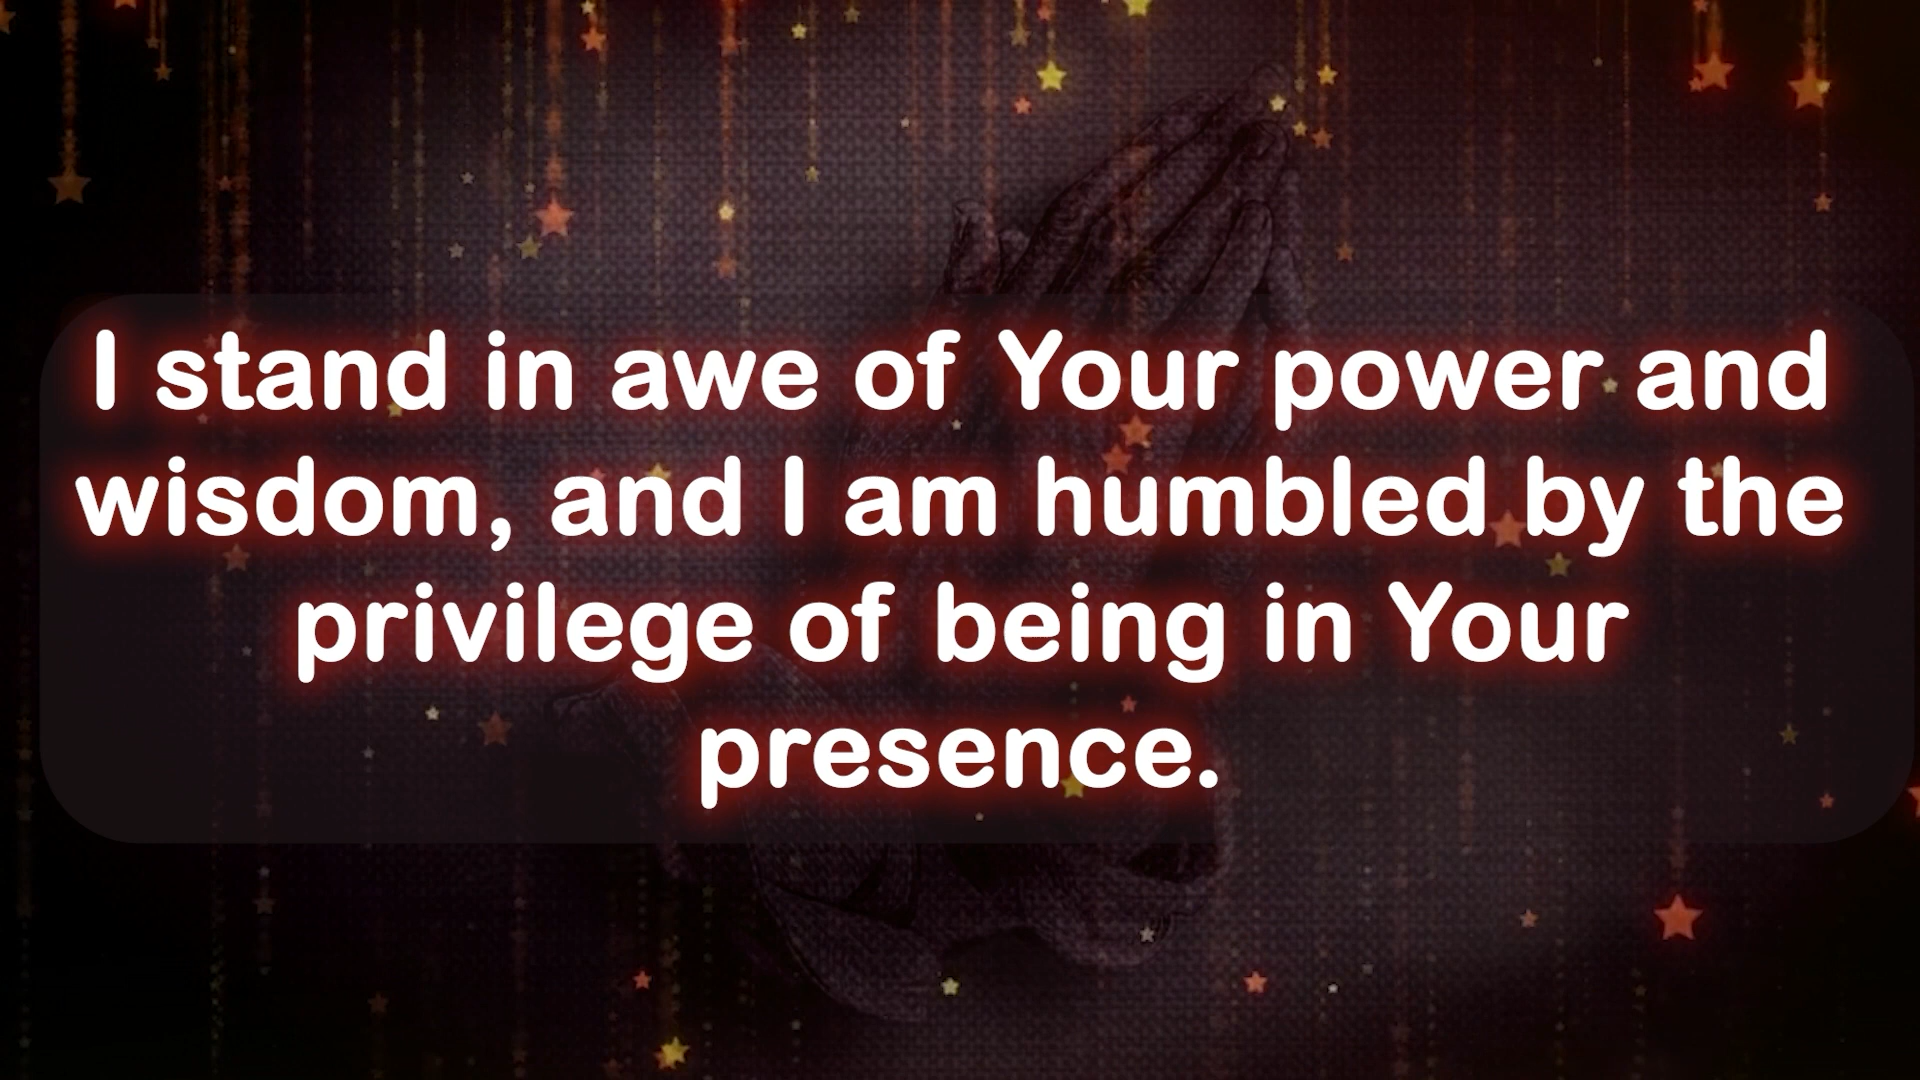 I stand in awe of Your power and
wisdom, and I am humbled by the
privilege of being in Your
presence.